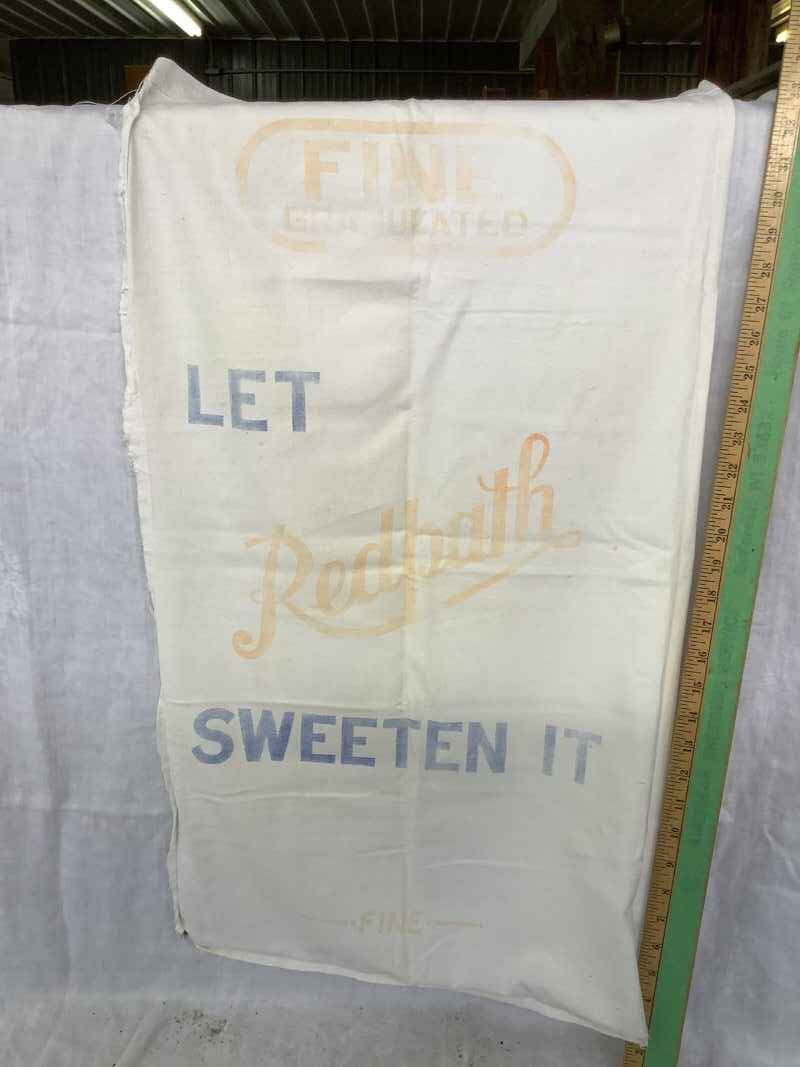 FINE
GRANULATED
LET
Redpath
SWEETEN IT
FINE